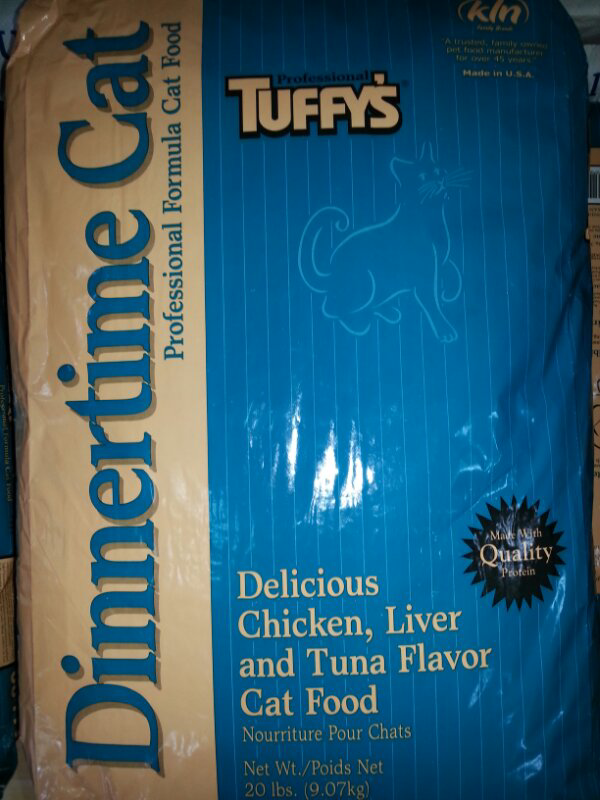 Dinnertime Cat
Professional Formula Cat Food
kln
Family Brands
"A trusted, family owned
pet food manufacturer
for over 45 years"
Made in U.S.A.
Professional
TUFFY'S
Made With
Quality
Protein
Delicious
Chicken, Liver
and Tuna Flavor
Cat Food
Nourriture Pour Chats
Net Wt./Poids Net
20 lbs. (9.07kg)